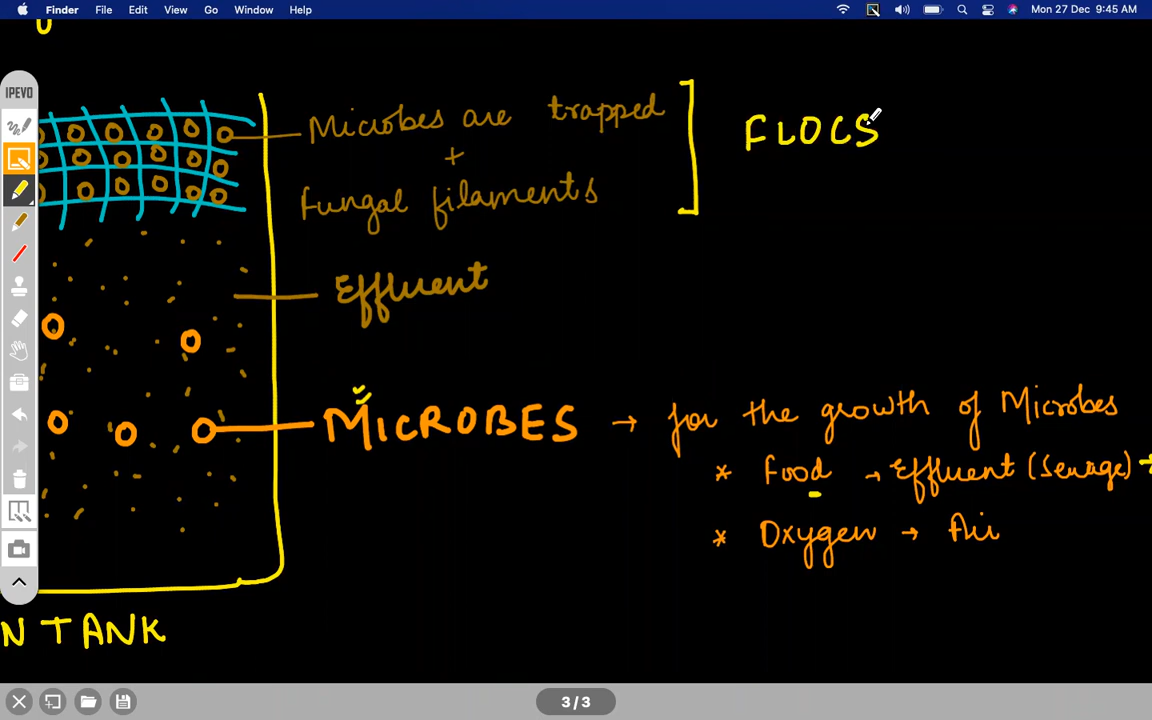 Finder File Edit View Go Window Help Mon 27 Dec 9:45 AM
IPEVO
Microbes are trapped
+
Fungal filaments
FLOCS
Effluent
MICROBES → for the growth of Microbes
* Food → Effluent (Sewage)
* Oxygen → Air
N TANK
3/3